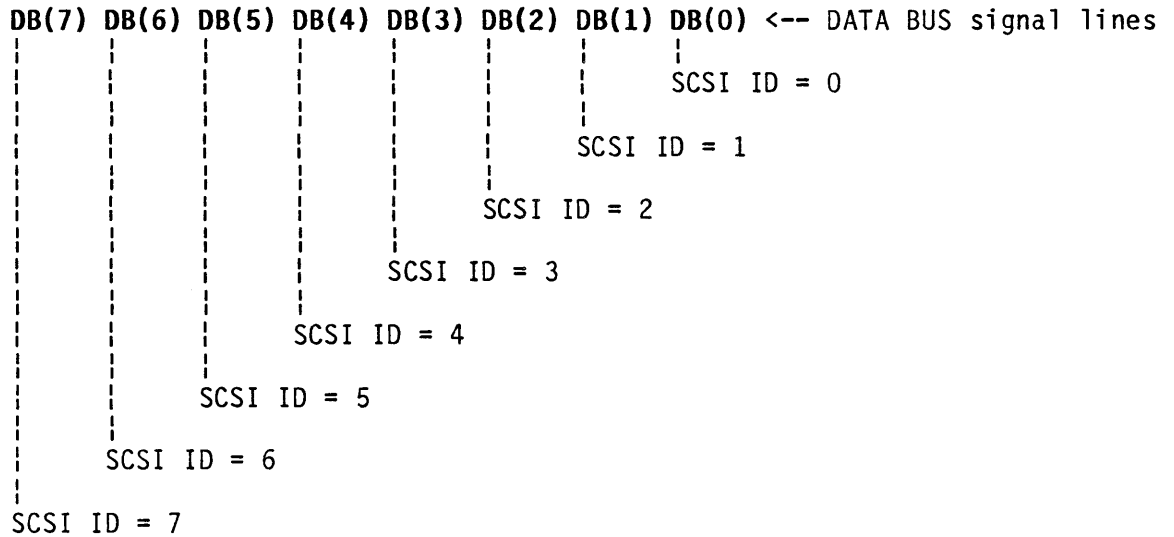 DB(7) DB(6) DB(5) DB(4) DB(3) DB(2) DB(1) DB(0) <-- DATA BUS signal lines
SCSI ID = 0
SCSI ID = 1
SCSI ID = 2
SCSI ID = 3
SCSI ID = 4
SCSI ID = 5
SCSI ID = 6
SCSI ID = 7